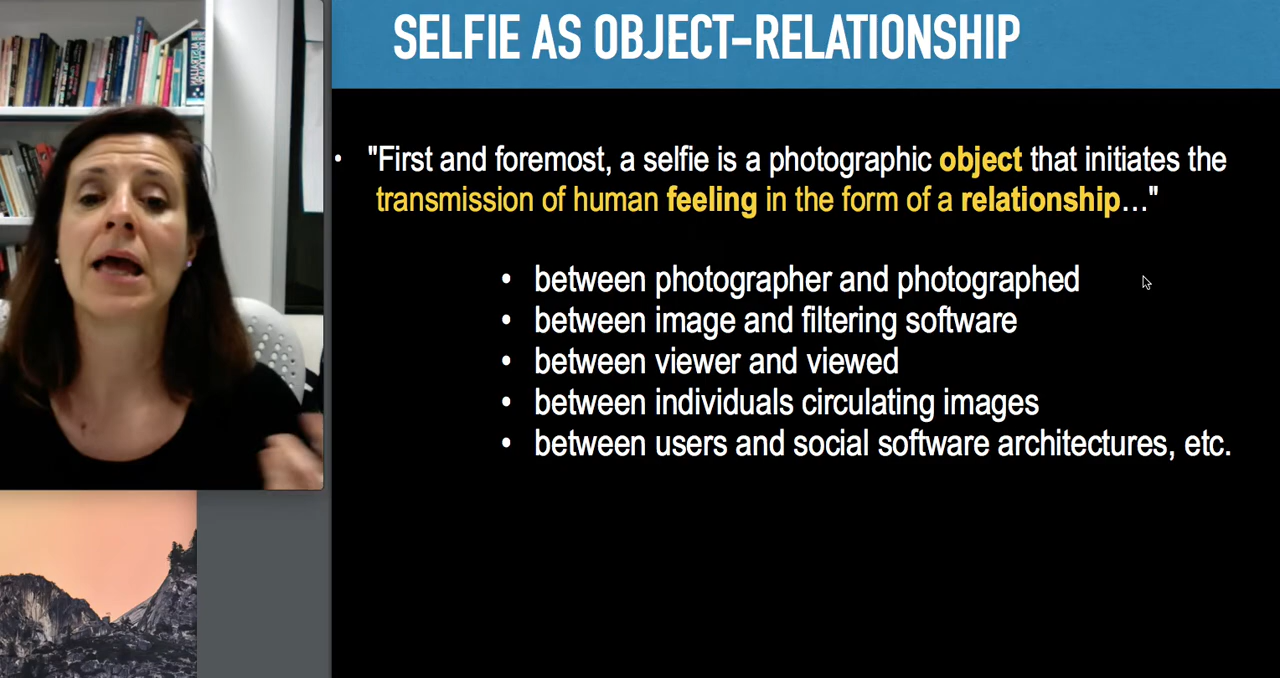 SELFIE AS OBJECT-RELATIONSHIP
• "First and foremost, a selfie is a photographic object that initiates the
transmission of human feeling in the form of a relationship…"
• between photographer and photographed
• between image and filtering software
• between viewer and viewed
• between individuals circulating images
• between users and social software architectures, etc.